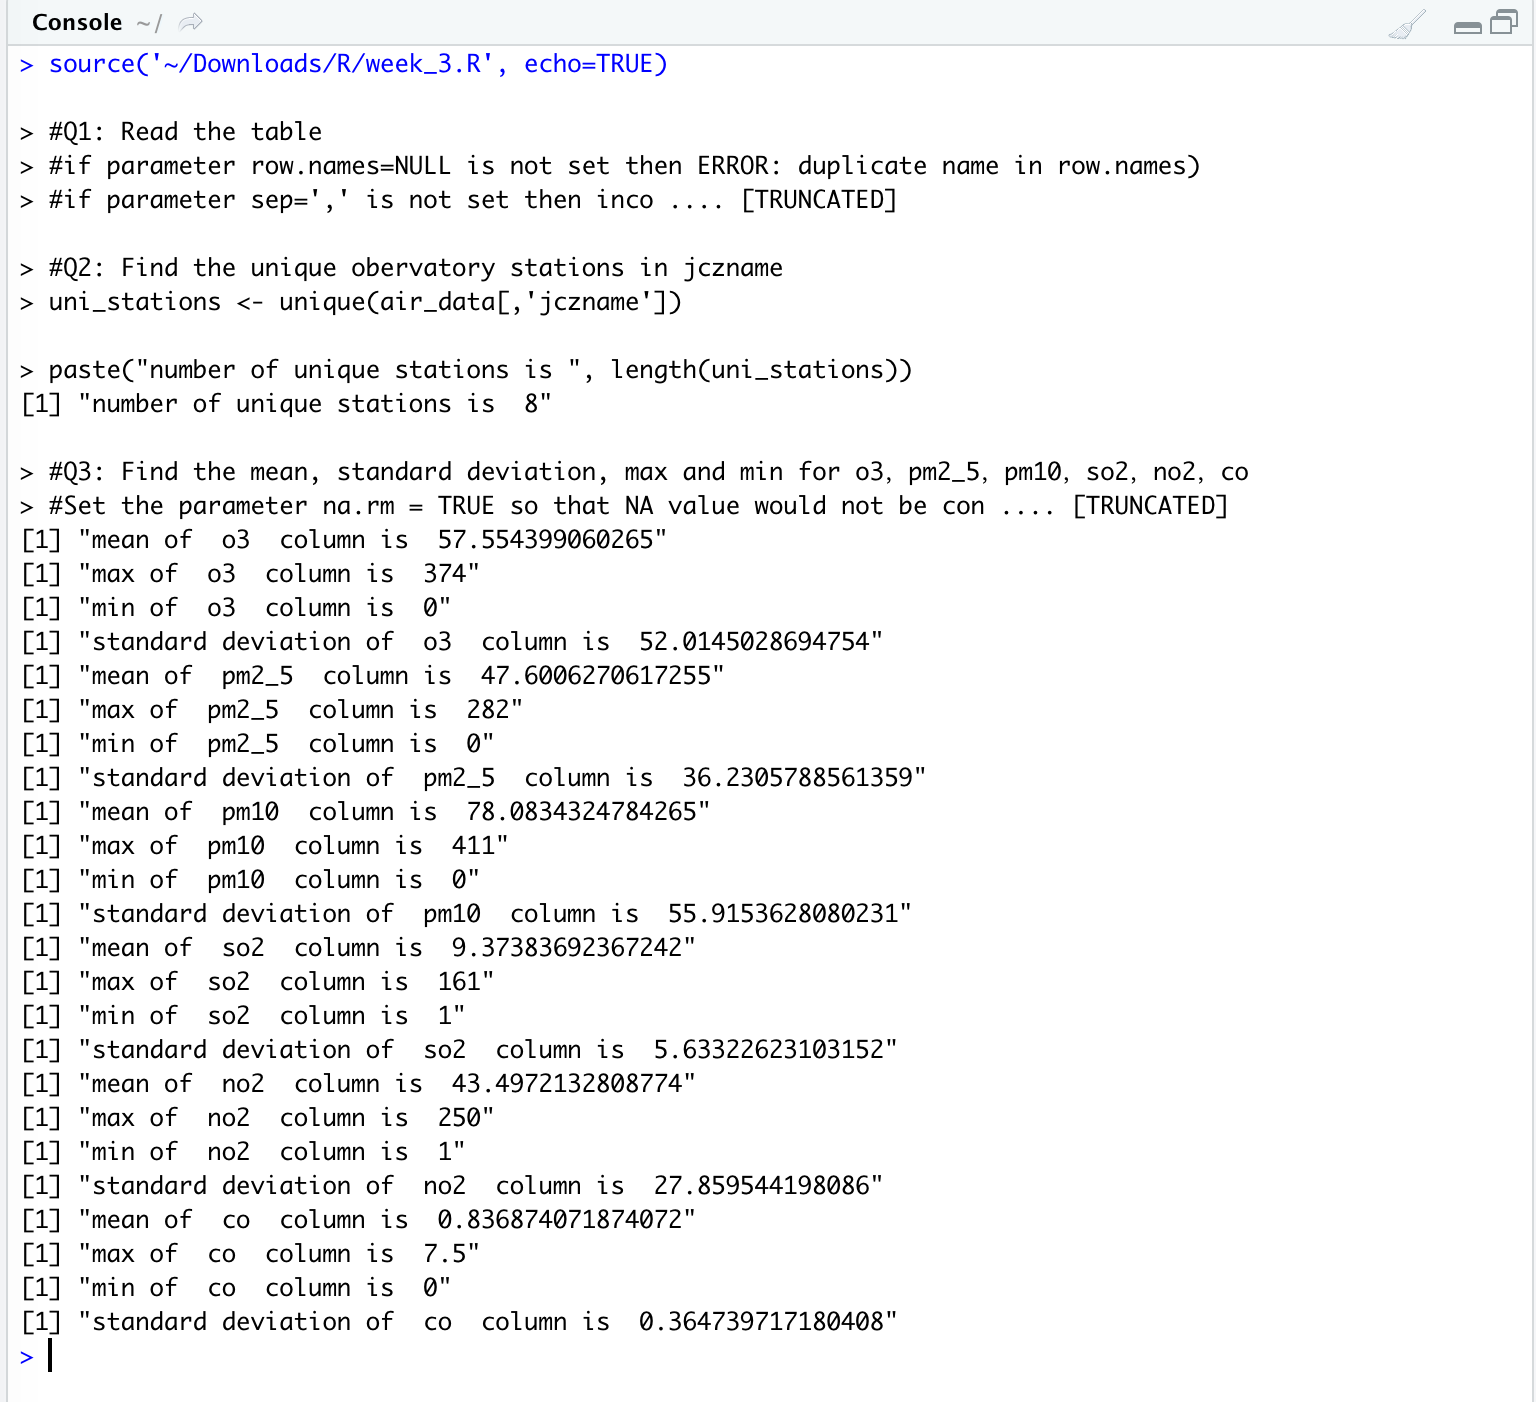 Console ~/
> source('~/Downloads/R/week_3.R', echo=TRUE)
> #Q1: Read the table
> #if parameter row.names=NULL is not set then ERROR: duplicate name in row.names)
> #if parameter sep=',' is not set then inco .... [TRUNCATED]
> #Q2: Find the unique obervatory stations in jczname
> uni_stations <- unique(air_data[,'jczname'])
> paste("number of unique stations is ", length(uni_stations))
[1] "number of unique stations is  8"
> #Q3: Find the mean, standard deviation, max and min for o3, pm2_5, pm10, so2, no2, co
> #Set the parameter na.rm = TRUE so that NA value would not be con .... [TRUNCATED]
[1] "mean of  o3  column is  57.554399060265"
[1] "max of  o3  column is  374"
[1] "min of  o3  column is  0"
[1] "standard deviation of  o3  column is  52.0145028694754"
[1] "mean of  pm2_5  column is  47.6006270617255"
[1] "max of  pm2_5  column is  282"
[1] "min of  pm2_5  column is  0"
[1] "standard deviation of  pm2_5  column is  36.2305788561359"
[1] "mean of  pm10  column is  78.0834324784265"
[1] "max of  pm10  column is  411"
[1] "min of  pm10  column is  0"
[1] "standard deviation of  pm10  column is  55.9153628080231"
[1] "mean of  so2  column is  9.37383692367242"
[1] "max of  so2  column is  161"
[1] "min of  so2  column is  1"
[1] "standard deviation of  so2  column is  5.63322623103152"
[1] "mean of  no2  column is  43.4972132808774"
[1] "max of  no2  column is  250"
[1] "min of  no2  column is  1"
[1] "standard deviation of  no2  column is  27.859544198086"
[1] "mean of  co  column is  0.836874071874072"
[1] "max of  co  column is  7.5"
[1] "min of  co  column is  0"
[1] "standard deviation of  co  column is  0.364739717180408"
>